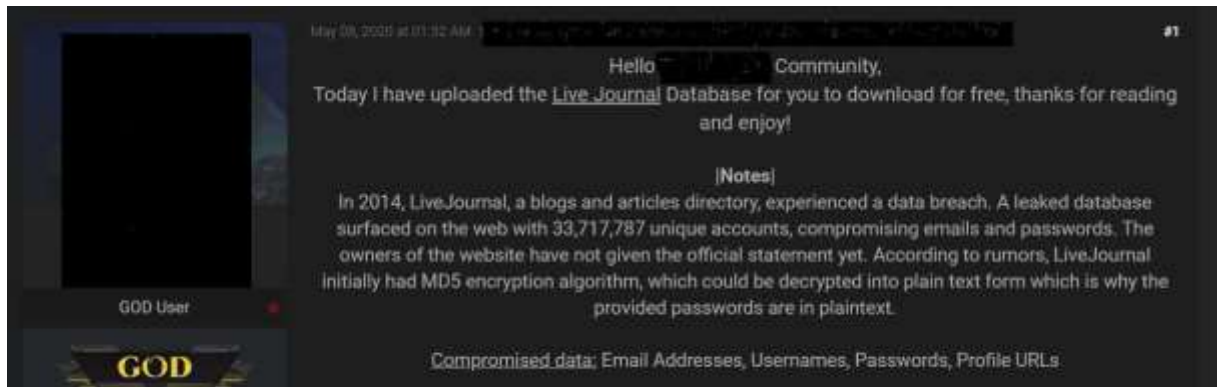 May 08, 2020 at 01:52 AM
#1
Hello Community,
Today I have uploaded the Live Journal Database for you to download for free, thanks for reading
and enjoy!
|Notes|
In 2014, LiveJournal, a blogs and articles directory, experienced a data breach. A leaked database
surfaced on the web with 33,717,787 unique accounts, compromising emails and passwords. The
owners of the website have not given the official statement yet. According to rumors, LiveJournal
initially had MD5 encryption algorithm, which could be decrypted into plain text form which is why the
provided passwords are in plaintext.
GOD User
GOD
Compromised data: Email Addresses, Usernames, Passwords, Profile URLs